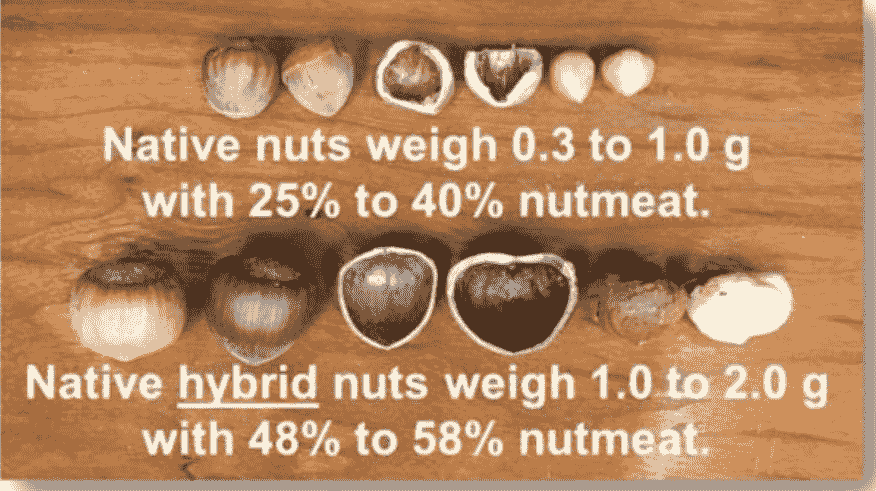 Native nuts weigh 0.3 to 1.0 g
with 25% to 40% nutmeat.
Native hybrid nuts weigh 1.0 to 2.0 g
with 48% to 58% nutmeat.